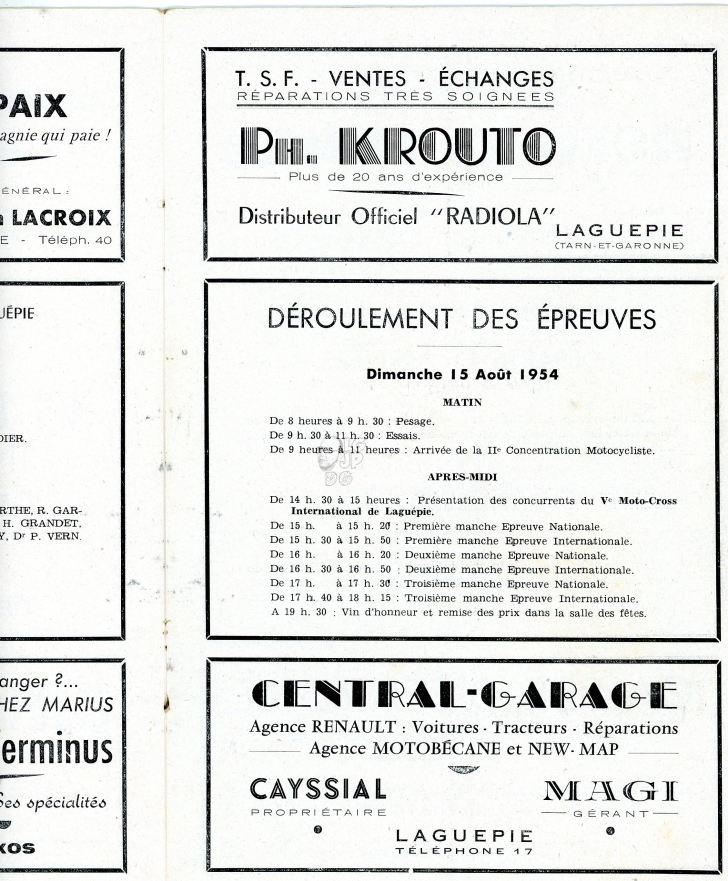 PAIX
agnie qui paie !
ÉNÉRAL :
LACROIX
E - Téléph. 40
UÉPIE
DIER.
RTHE, R. GAR-
H. GRANDET,
Y, Dr P. VERN.
anger ?...
HEZ MARIUS
erminus
Ses spécialités
XOS
T. S. F. - VENTES - ÉCHANGES
RÉPARATIONS TRÈS SOIGNEES
PH. KROUTO
Plus de 20 ans d'expérience
Distributeur Officiel "RADIOLA"
LAGUEPIE
(TARN-ET-GARONNE)
DÉROULEMENT DES ÉPREUVES
Dimanche 15 Août 1954
MATIN
De 8 heures à 9 h. 30 : Pesage.
De 9 h. 30 à 11 h. 30 : Essais.
De 9 heures à 11 heures : Arrivée de la IIe Concentration Motocycliste.
APRES-MIDI
De 14 h. 30 à 15 heures : Présentation des concurrents du Ve Moto-Cross
International de Laguépie.
De 15 h. à 15 h. 20 : Première manche Epreuve Nationale.
De 15 h. 30 à 15 h. 50 : Première manche Epreuve Internationale.
De 16 h. à 16 h. 20 : Deuxième manche Epreuve Nationale.
De 16 h. 30 à 16 h. 50 : Deuxième manche Epreuve Internationale.
De 17 h. à 17 h. 30 : Troisième manche Epreuve Nationale.
De 17 h. 40 à 18 h. 15 : Troisième manche Epreuve Internationale.
A 19 h. 30 : Vin d'honneur et remise des prix dans la salle des fêtes.
CENTRAL-GARAGE
Agence RENAULT : Voitures - Tracteurs - Réparations
Agence MOTOBÉCANE et NEW-MAP
CAYSSIAL
PROPRIÉTAIRE
MAGI
GÉRANT
LAGUEPIE
TÉLÉPHONE 17